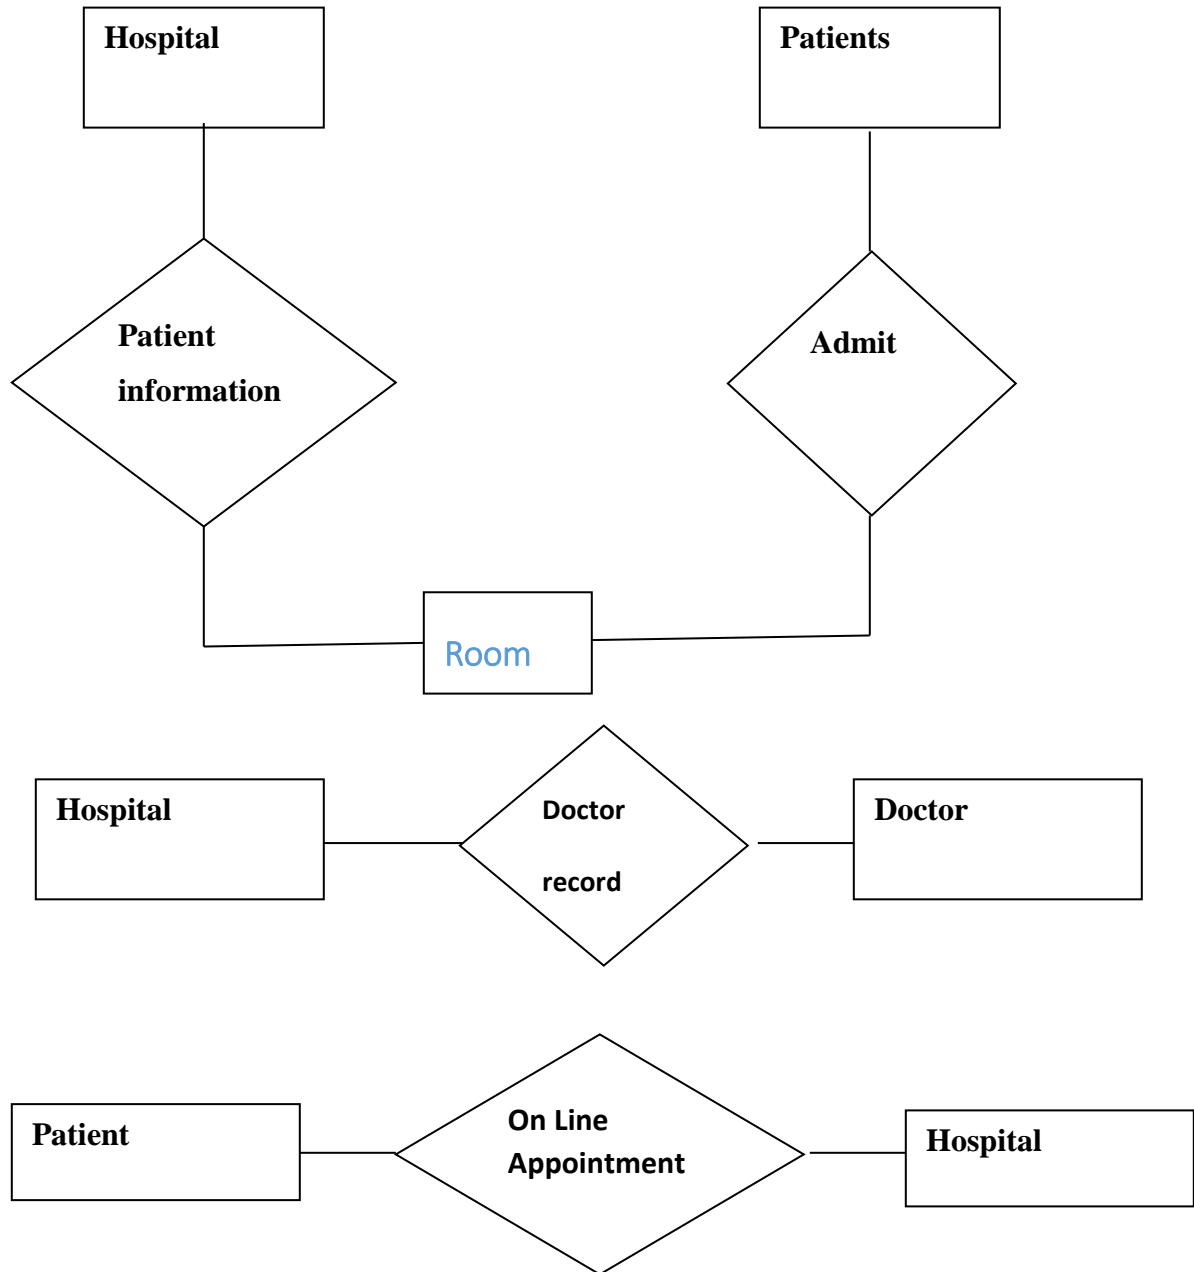 Hospital
Patients
Patient
information
Admit
Room
Hospital
Doctor
record
Doctor
Patient
On Line
Appointment
Hospital